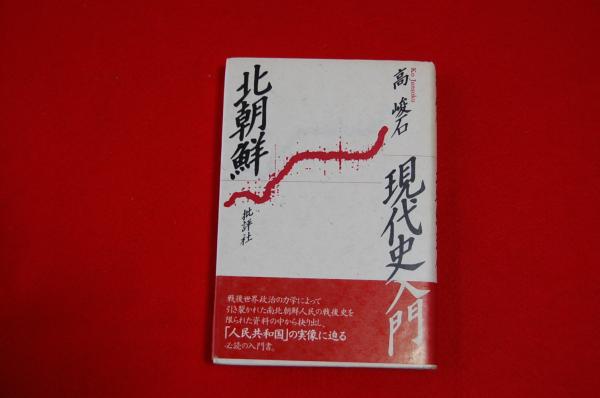 北朝鮮
現代史入門
Ko Junsoku
高峻石
批評社
戦後世界政治の力学によって
引き裂かれた南北朝鮮人民の戦後史を
限られた資料の中から抉り出し、
「人民共和国」の実像に迫る
必読の入門書。